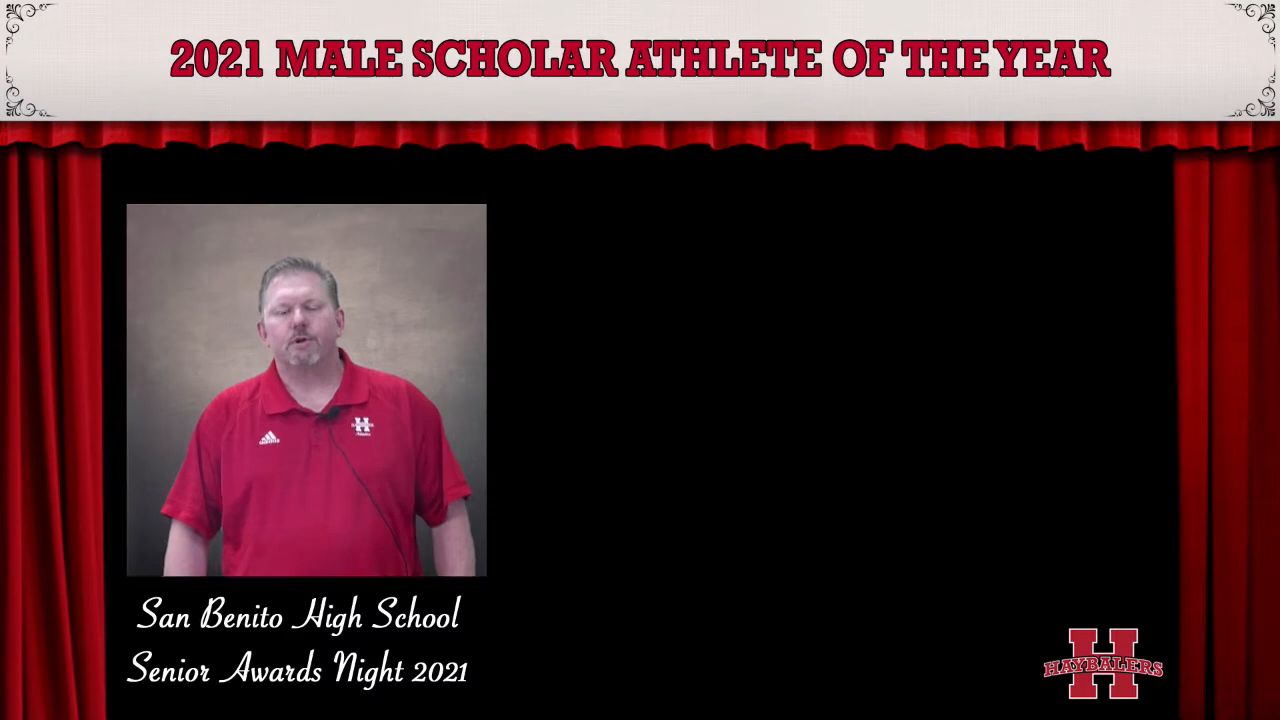 2021 MALE SCHOLAR ATHLETE OF THE YEAR
H
San Benito High School
Senior Awards Night 2021
H
HAYBALERS